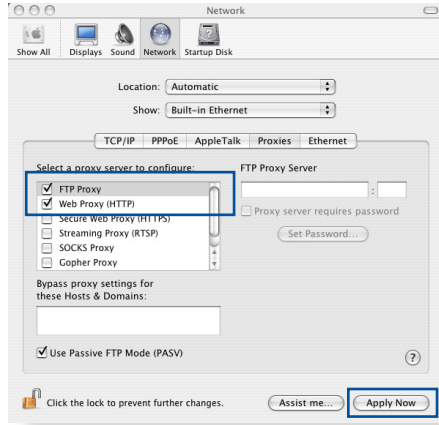 Network
Show All Displays Sound Network Startup Disk
Location: Automatic
Show: Built-in Ethernet
TCP/IP PPPoE AppleTalk Proxies Ethernet
Select a proxy server to configure: FTP Proxy Server
FTP Proxy :
Web Proxy (HTTP) Proxy server requires password
Secure Web Proxy (HTTPS)
Streaming Proxy (RTSP) Set Password...
SOCKS Proxy
Gopher Proxy
Bypass proxy settings for
these Hosts & Domains:
Use Passive FTP Mode (PASV) ?
Click the lock to prevent further changes. Assist me... Apply Now